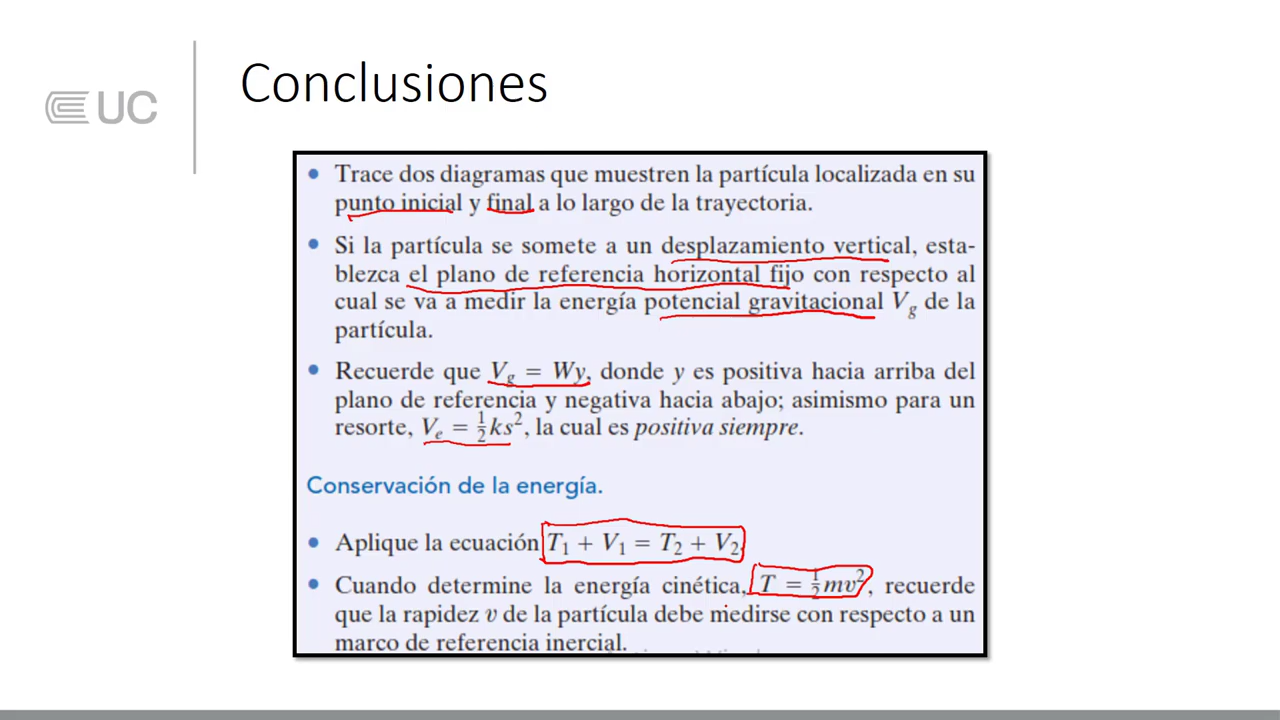 UC
Conclusiones
• Trace dos diagramas que muestren la partícula localizada en su
punto inicial y final a lo largo de la trayectoria.
• Si la partícula se somete a un desplazamiento vertical, esta-
blezca el plano de referencia horizontal fijo con respecto al
cual se va a medir la energía potencial gravitacional V_g de la
partícula.
• Recuerde que V_g = Wy, donde y es positiva hacia arriba del
plano de referencia y negativa hacia abajo; asimismo para un
resorte, V_e = ½ks², la cual es positiva siempre.
Conservación de la energía.
• Aplique la ecuación T₁ + V₁ = T₂ + V₂
• Cuando determine la energía cinética, T = ½mv², recuerde
que la rapidez v de la partícula debe medirse con respecto a un
marco de referencia inercial.